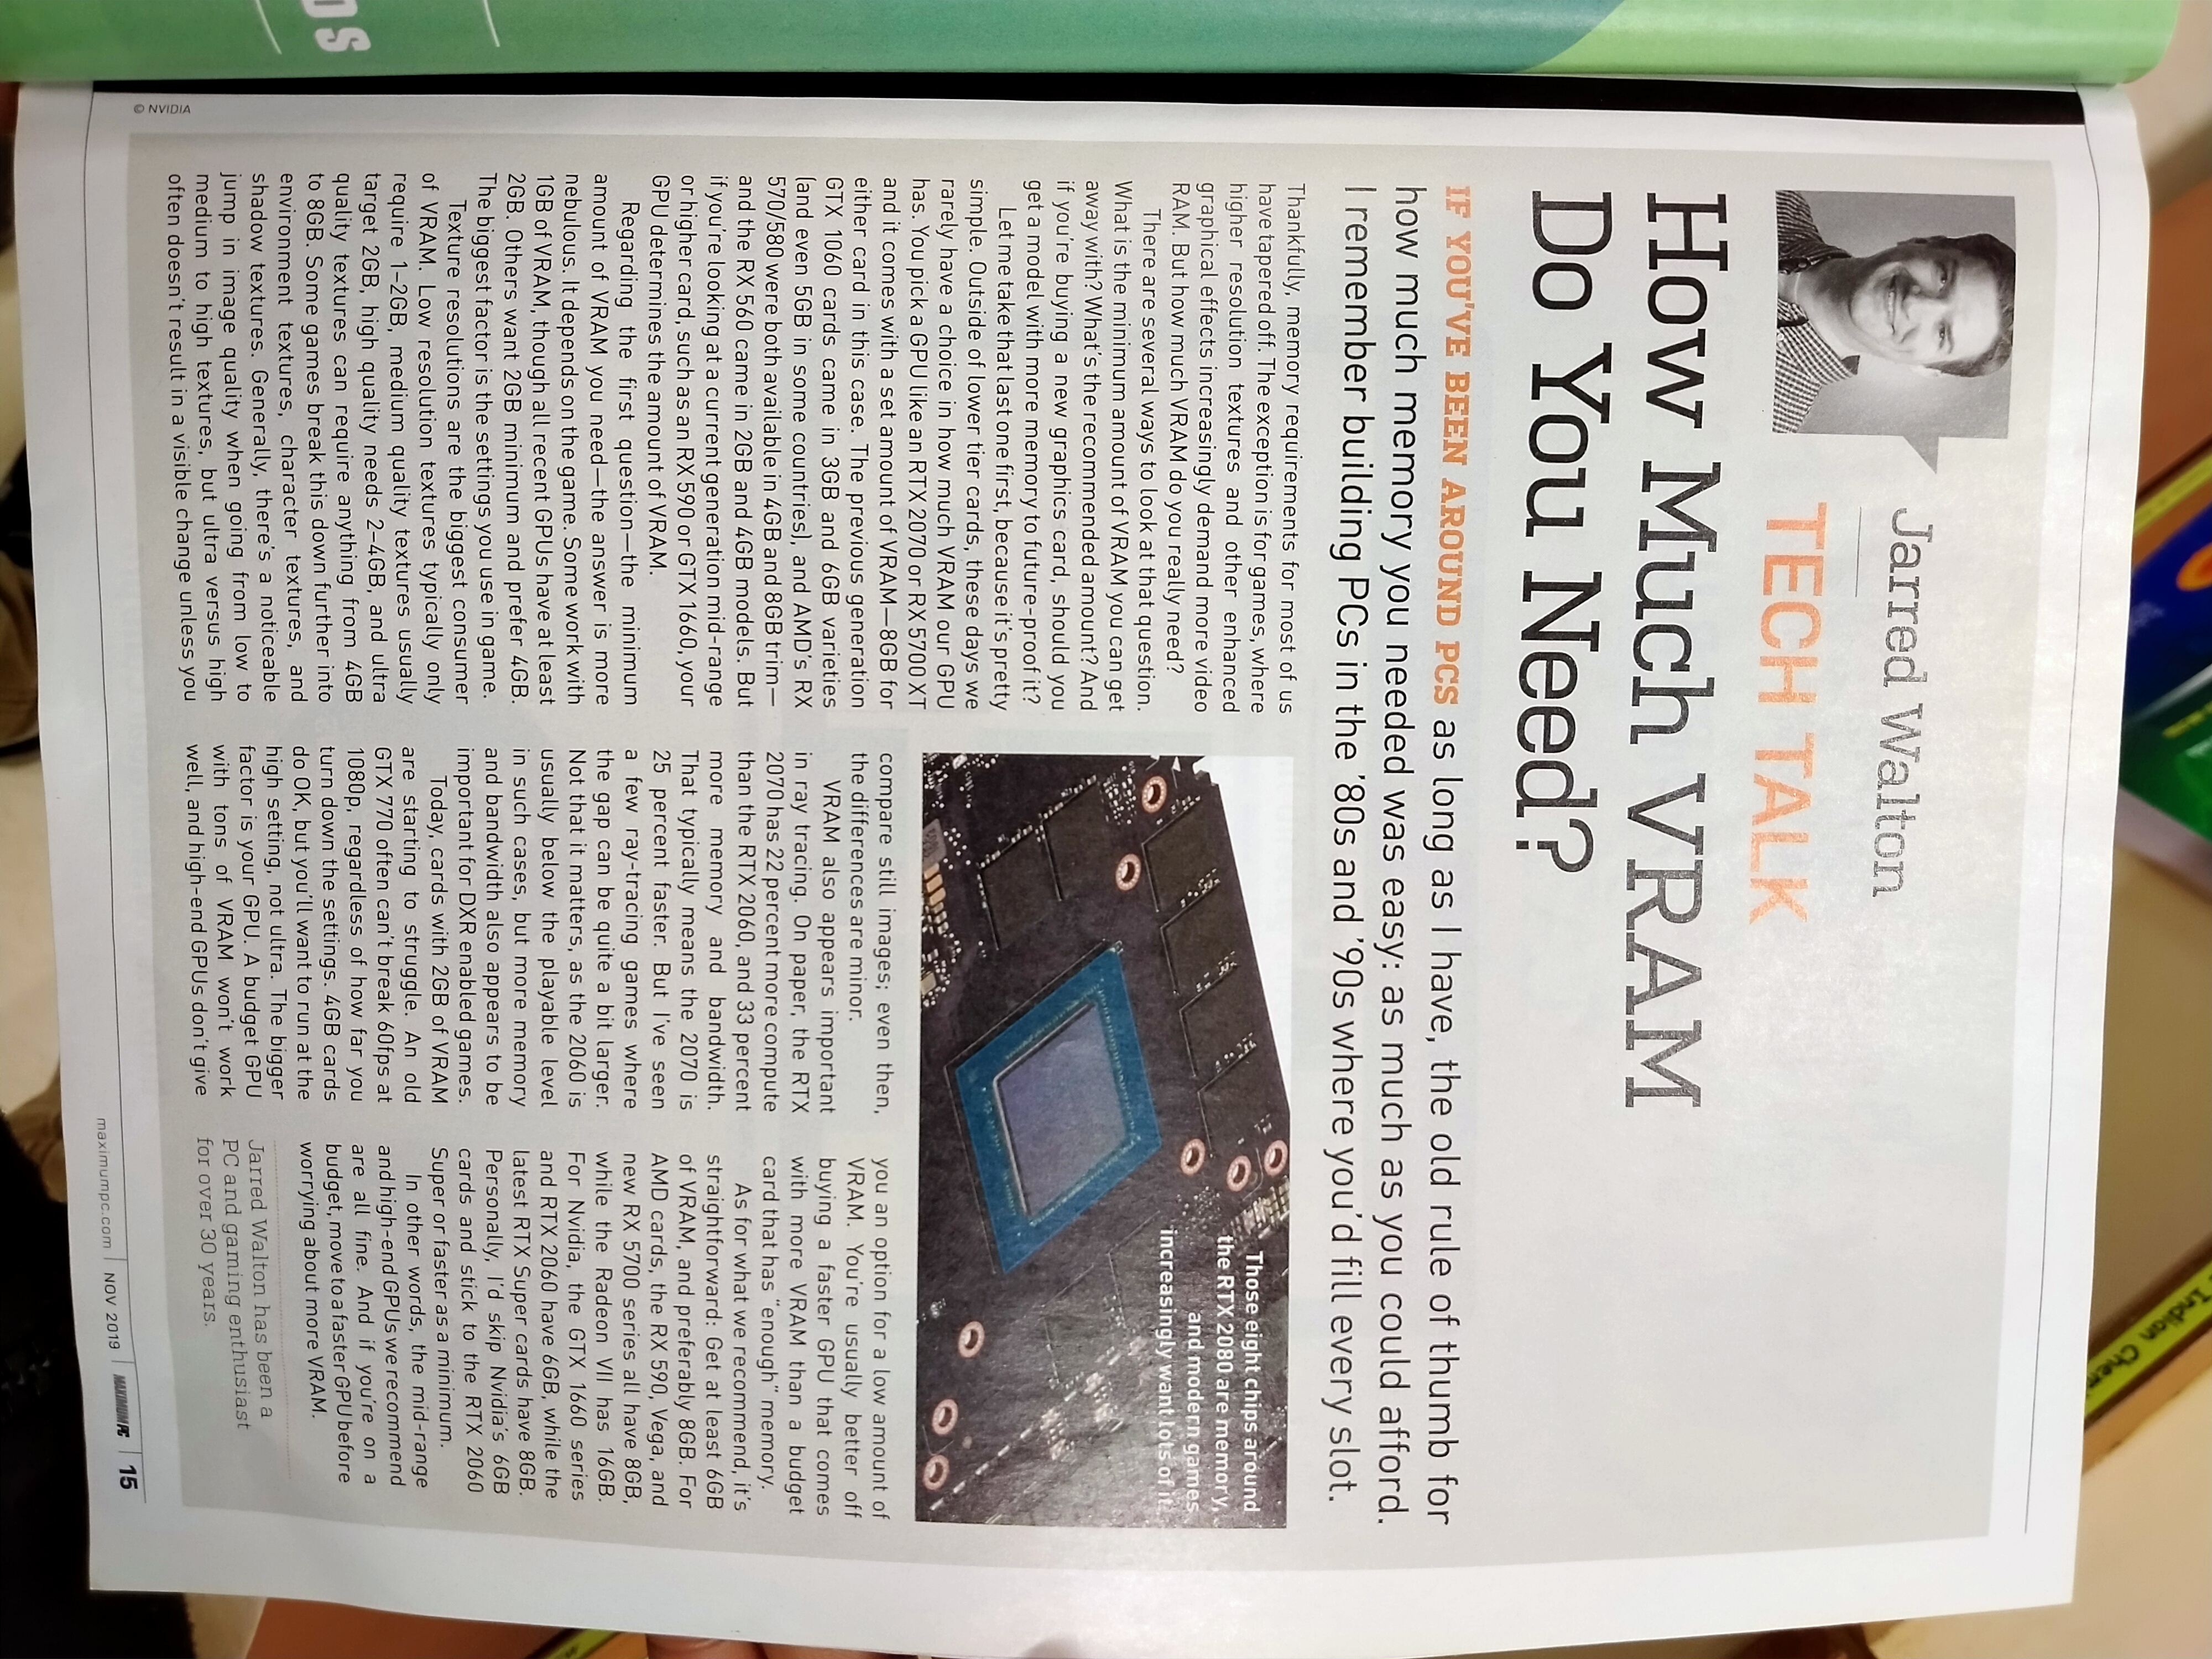 Indian Chem
Jarred Walton
TECH TALK
How Much VRAM
Do You Need?
IF YOU'VE BEEN AROUND PCS as long as I have, the old rule of thumb for
how much memory you needed was easy: as much as you could afford.
I remember building PCs in the '80s and '90s where you'd fill every slot.
Thankfully, memory requirements for most of us
have tapered off. The exception is for games, where
higher resolution textures and other enhanced
graphical effects increasingly demand more video
RAM. But how much VRAM do you really need?
There are several ways to look at that question.
What is the minimum amount of VRAM you can get
away with? What's the recommended amount? And
if you're buying a new graphics card, should you
get a model with more memory to future-proof it?
Let me take that last one first, because it's pretty
simple. Outside of lower tier cards, these days we
rarely have a choice in how much VRAM our GPU
has. You pick a GPU like an RTX 2070 or RX 5700 XT
and it comes with a set amount of VRAM—8GB for
either card in this case. The previous generation
GTX 1060 cards came in 3GB and 6GB varieties
(and even 5GB in some countries), and AMD's RX
570/580 were both available in 4GB and 8GB trim—
and the RX 560 came in 2GB and 4GB models. But
if you're looking at a current generation mid-range
or higher card, such as an RX 590 or GTX 1660, your
GPU determines the amount of VRAM.
Regarding the first question—the minimum
amount of VRAM you need—the answer is more
nebulous. It depends on the game. Some work with
1GB of VRAM, though all recent GPUs have at least
2GB. Others want 2GB minimum and prefer 4GB.
The biggest factor is the settings you use in game.
Texture resolutions are the biggest consumer
of VRAM. Low resolution textures typically only
require 1–2GB, medium quality textures usually
target 2GB, high quality needs 2–4GB, and ultra
quality textures can require anything from 4GB
to 8GB. Some games break this down further into
environment textures, character textures, and
shadow textures. Generally, there's a noticeable
jump in image quality when going from low to
medium to high textures, but ultra versus high
often doesn't result in a visible change unless you
Those eight chips around
the RTX 2080 are memory,
and modern games
increasingly want lots of it.
compare still images; even then,
the differences are minor.
VRAM also appears important
in ray tracing. On paper, the RTX
2070 has 22 percent more compute
than the RTX 2060, and 33 percent
more memory and bandwidth.
That typically means the 2070 is
25 percent faster. But I've seen
a few ray-tracing games where
the gap can be quite a bit larger.
Not that it matters, as the 2060 is
usually below the playable level
in such cases, but more memory
and bandwidth also appears to be
important for DXR enabled games.
Today, cards with 2GB of VRAM
are starting to struggle. An old
GTX 770 often can't break 60fps at
1080p, regardless of how far you
turn down the settings. 4GB cards
do OK, but you'll want to run at the
high setting, not ultra. The bigger
factor is your GPU. A budget GPU
with tons of VRAM won't work
well, and high-end GPUs don't give
you an option for a low amount of
VRAM. You're usually better off
buying a faster GPU that comes
with more VRAM than a budget
card that has "enough" memory.
As for what we recommend, it's
straightforward: Get at least 6GB
of VRAM, and preferably 8GB. For
AMD cards, the RX 590, Vega, and
new RX 5700 series all have 8GB,
while the Radeon VII has 16GB.
For Nvidia, the GTX 1660 series
and RTX 2060 have 6GB, while the
latest RTX Super cards have 8GB.
Personally, I'd skip Nvidia's 6GB
cards and stick to the RTX 2060
Super or faster as a minimum.
In other words, the mid-range
and high-end GPUs we recommend
are all fine. And if you're on a
budget, move to a faster GPU before
worrying about more VRAM.
Jarred Walton has been a
PC and gaming enthusiast
for over 30 years.
© NVIDIA
maximumpc.com
NOV 2019
MAXIMUMPC
15